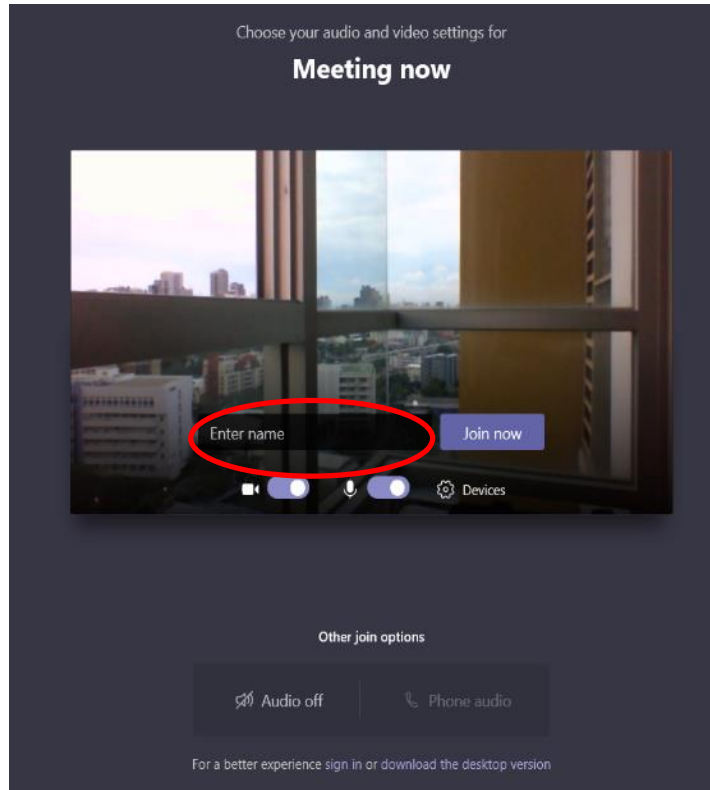 Choose your audio and video settings for
Meeting now
Enter name
Join now
Devices
Other join options
Audio off
Phone audio
For a better experience sign in or download the desktop version